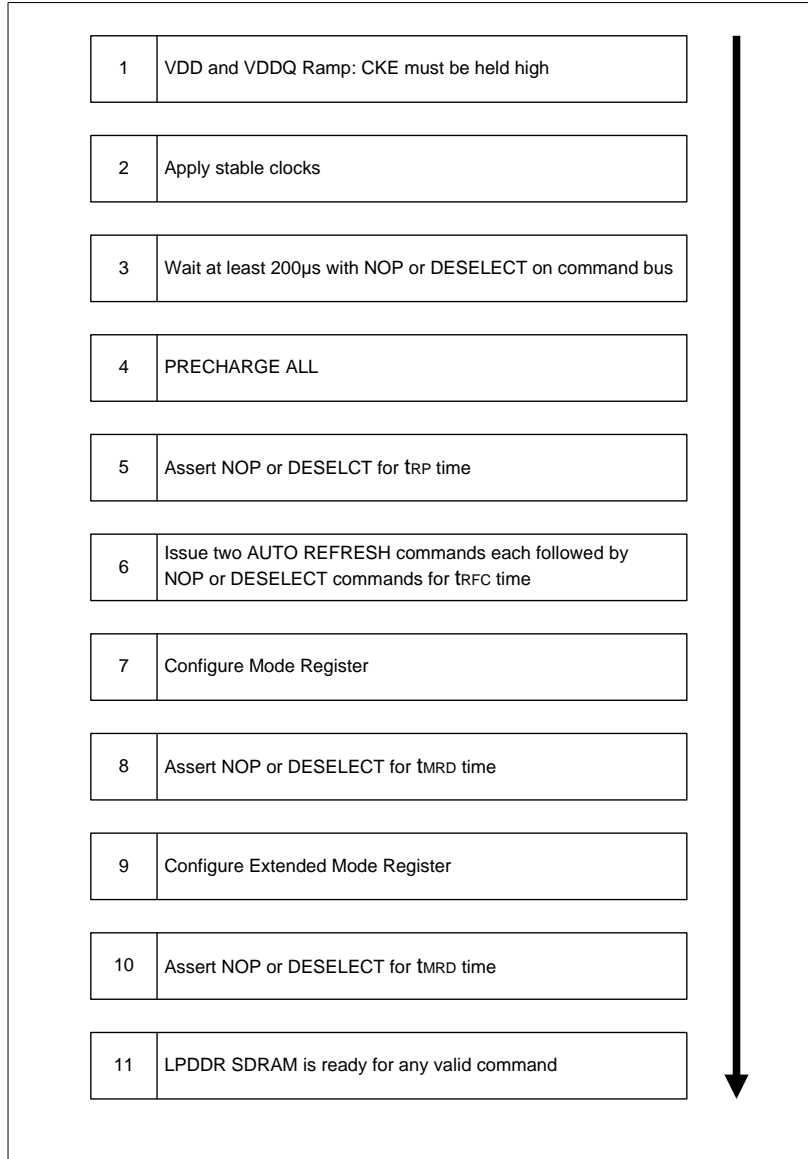 1 VDD and VDDQ Ramp: CKE must be held high
2 Apply stable clocks
3 Wait at least 200µs with NOP or DESELECT on command bus
4 PRECHARGE ALL
5 Assert NOP or DESELCT for tRP time
6 Issue two AUTO REFRESH commands each followed by
NOP or DESELECT commands for tRFC time
7 Configure Mode Register
8 Assert NOP or DESELECT for tMRD time
9 Configure Extended Mode Register
10 Assert NOP or DESELECT for tMRD time
11 LPDDR SDRAM is ready for any valid command